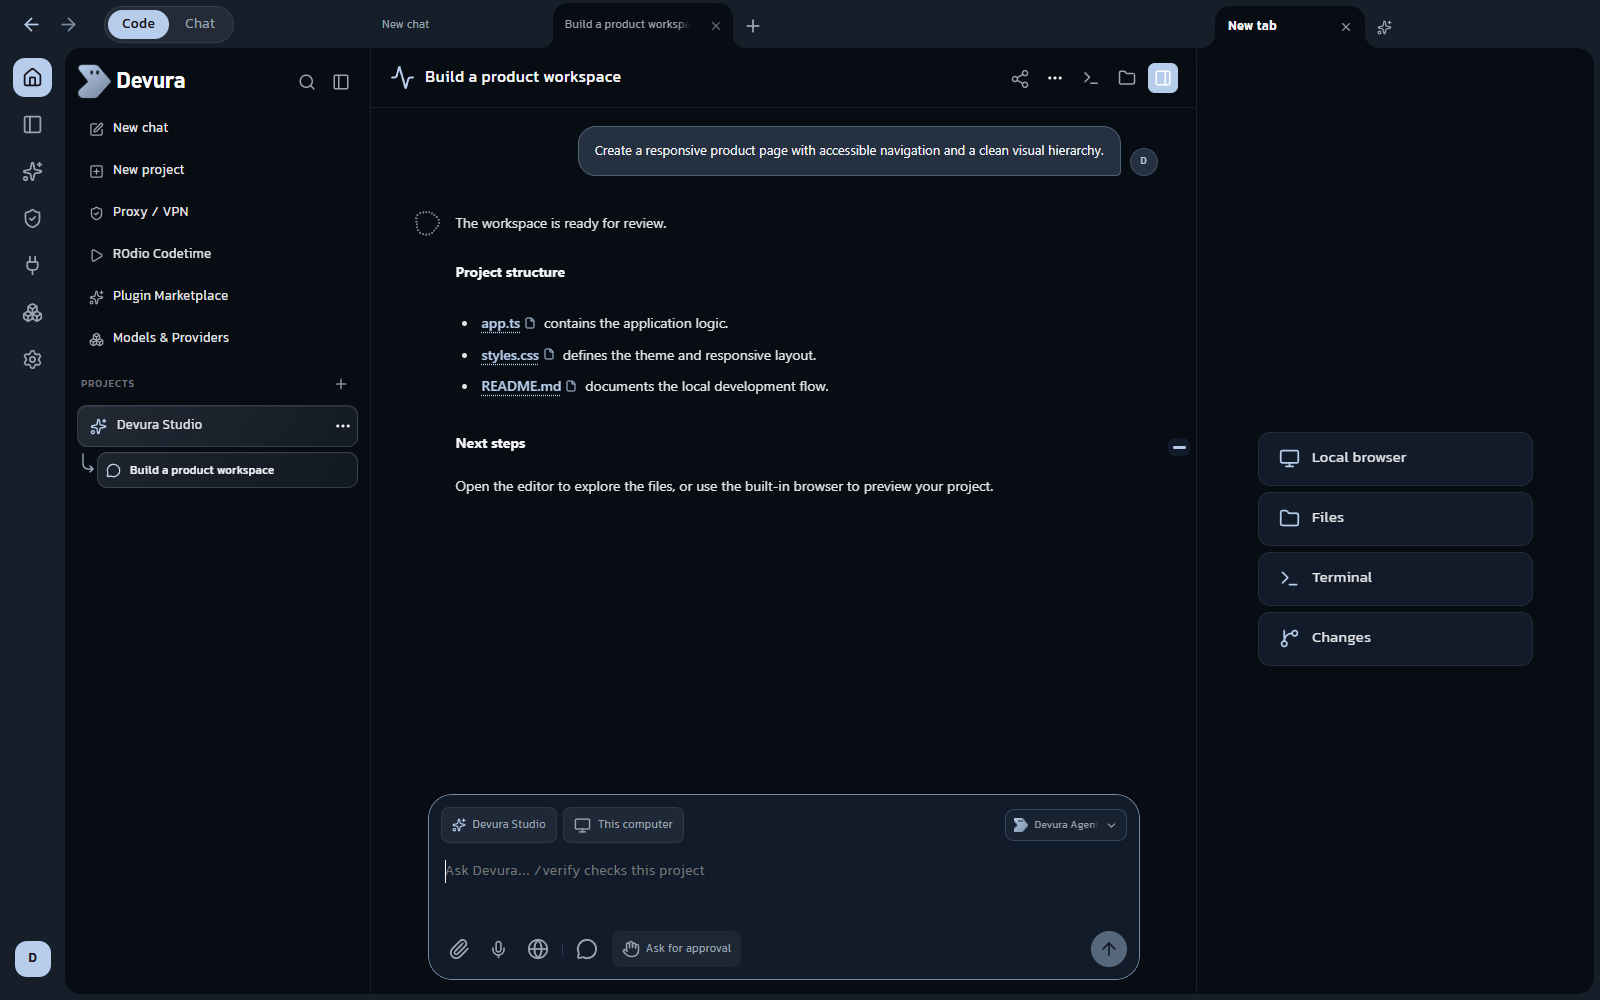 Code
Chat
New chat
Build a product workspa
New tab
Devura
New chat
New project
Proxy / VPN
R0dio Codetime
Plugin Marketplace
Models & Providers
PROJECTS
Devura Studio
Build a product workspace
D
Build a product workspace
Create a responsive product page with accessible navigation and a clean visual hierarchy.
D
The workspace is ready for review.
Project structure
• app.ts contains the application logic.
• styles.css defines the theme and responsive layout.
• README.md documents the local development flow.
Next steps
Open the editor to explore the files, or use the built-in browser to preview your project.
Devura Studio
This computer
Devura Agen
Ask Devura... /verify checks this project
Ask for approval
Local browser
Files
Terminal
Changes